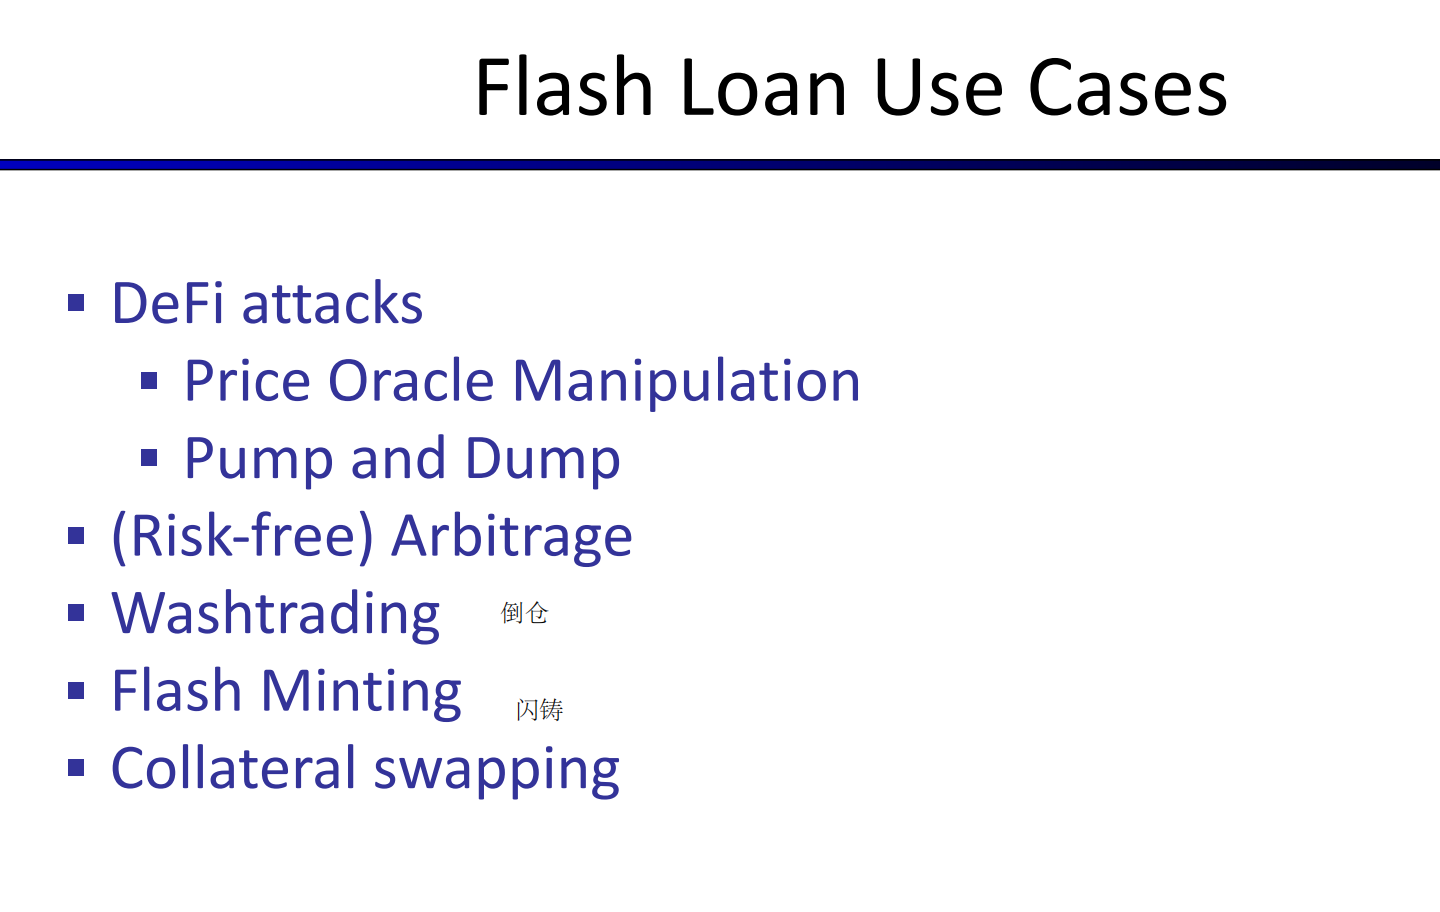 Flash Loan Use Cases
DeFi attacks
Price Oracle Manipulation
Pump and Dump
(Risk-free) Arbitrage
Washtrading 倒仓
Flash Minting 闪铸
Collateral swapping